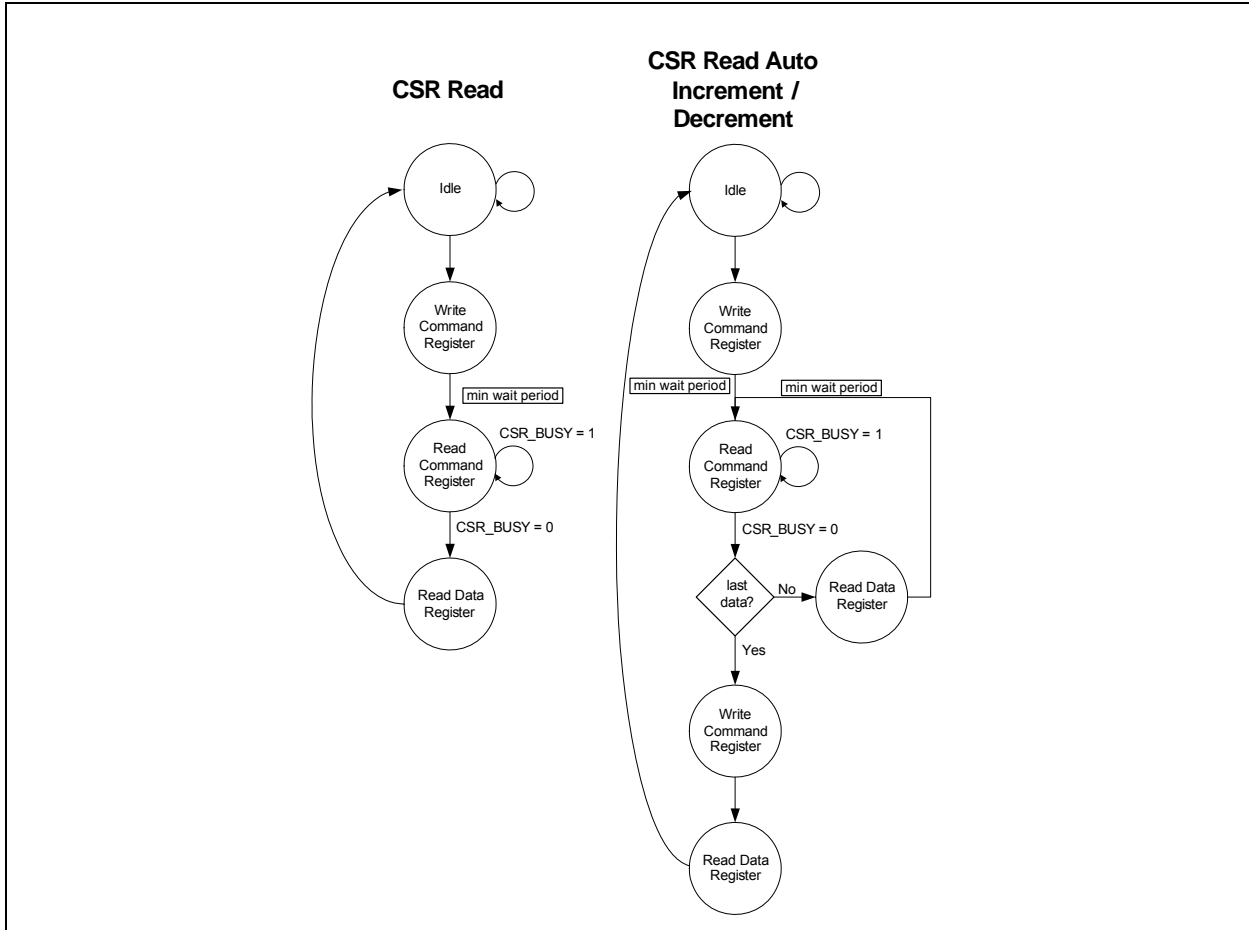 CSR Read
Idle
Write
Command
Register
min wait period
Read
Command
Register
CSR_BUSY = 1
CSR_BUSY = 0
Read Data
Register
CSR Read Auto
Increment /
Decrement
Idle
Write
Command
Register
min wait period
min wait period
Read
Command
Register
CSR_BUSY = 1
CSR_BUSY = 0
last
data?
No
Read Data
Register
Yes
Write
Command
Register
Read Data
Register